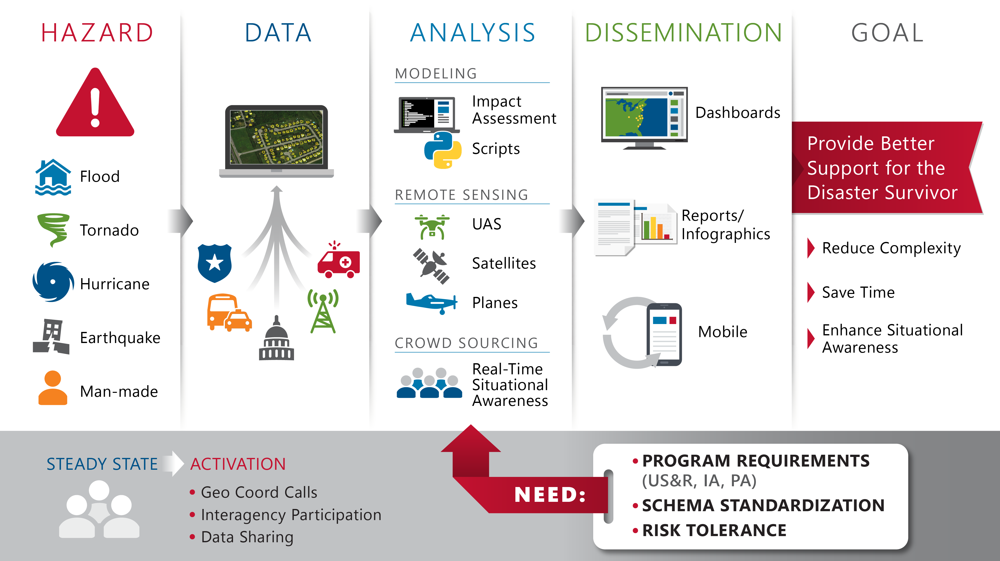 HAZARD
Flood
Tornado
Hurricane
Earthquake
Man-made
DATA
ANALYSIS
MODELING
Impact
Assessment
Scripts
REMOTE SENSING
UAS
Satellites
Planes
CROWD SOURCING
Real-Time
Situational
Awareness
DISSEMINATION
Dashboards
Reports/
Infographics
Mobile
GOAL
Provide Better
Support for the
Disaster Survivor
Reduce Complexity
Save Time
Enhance Situational
Awareness
STEADY STATE
ACTIVATION
• Geo Coord Calls
• Interagency Participation
• Data Sharing
NEED:
• PROGRAM REQUIREMENTS
(US&R, IA, PA)
• SCHEMA STANDARDIZATION
• RISK TOLERANCE